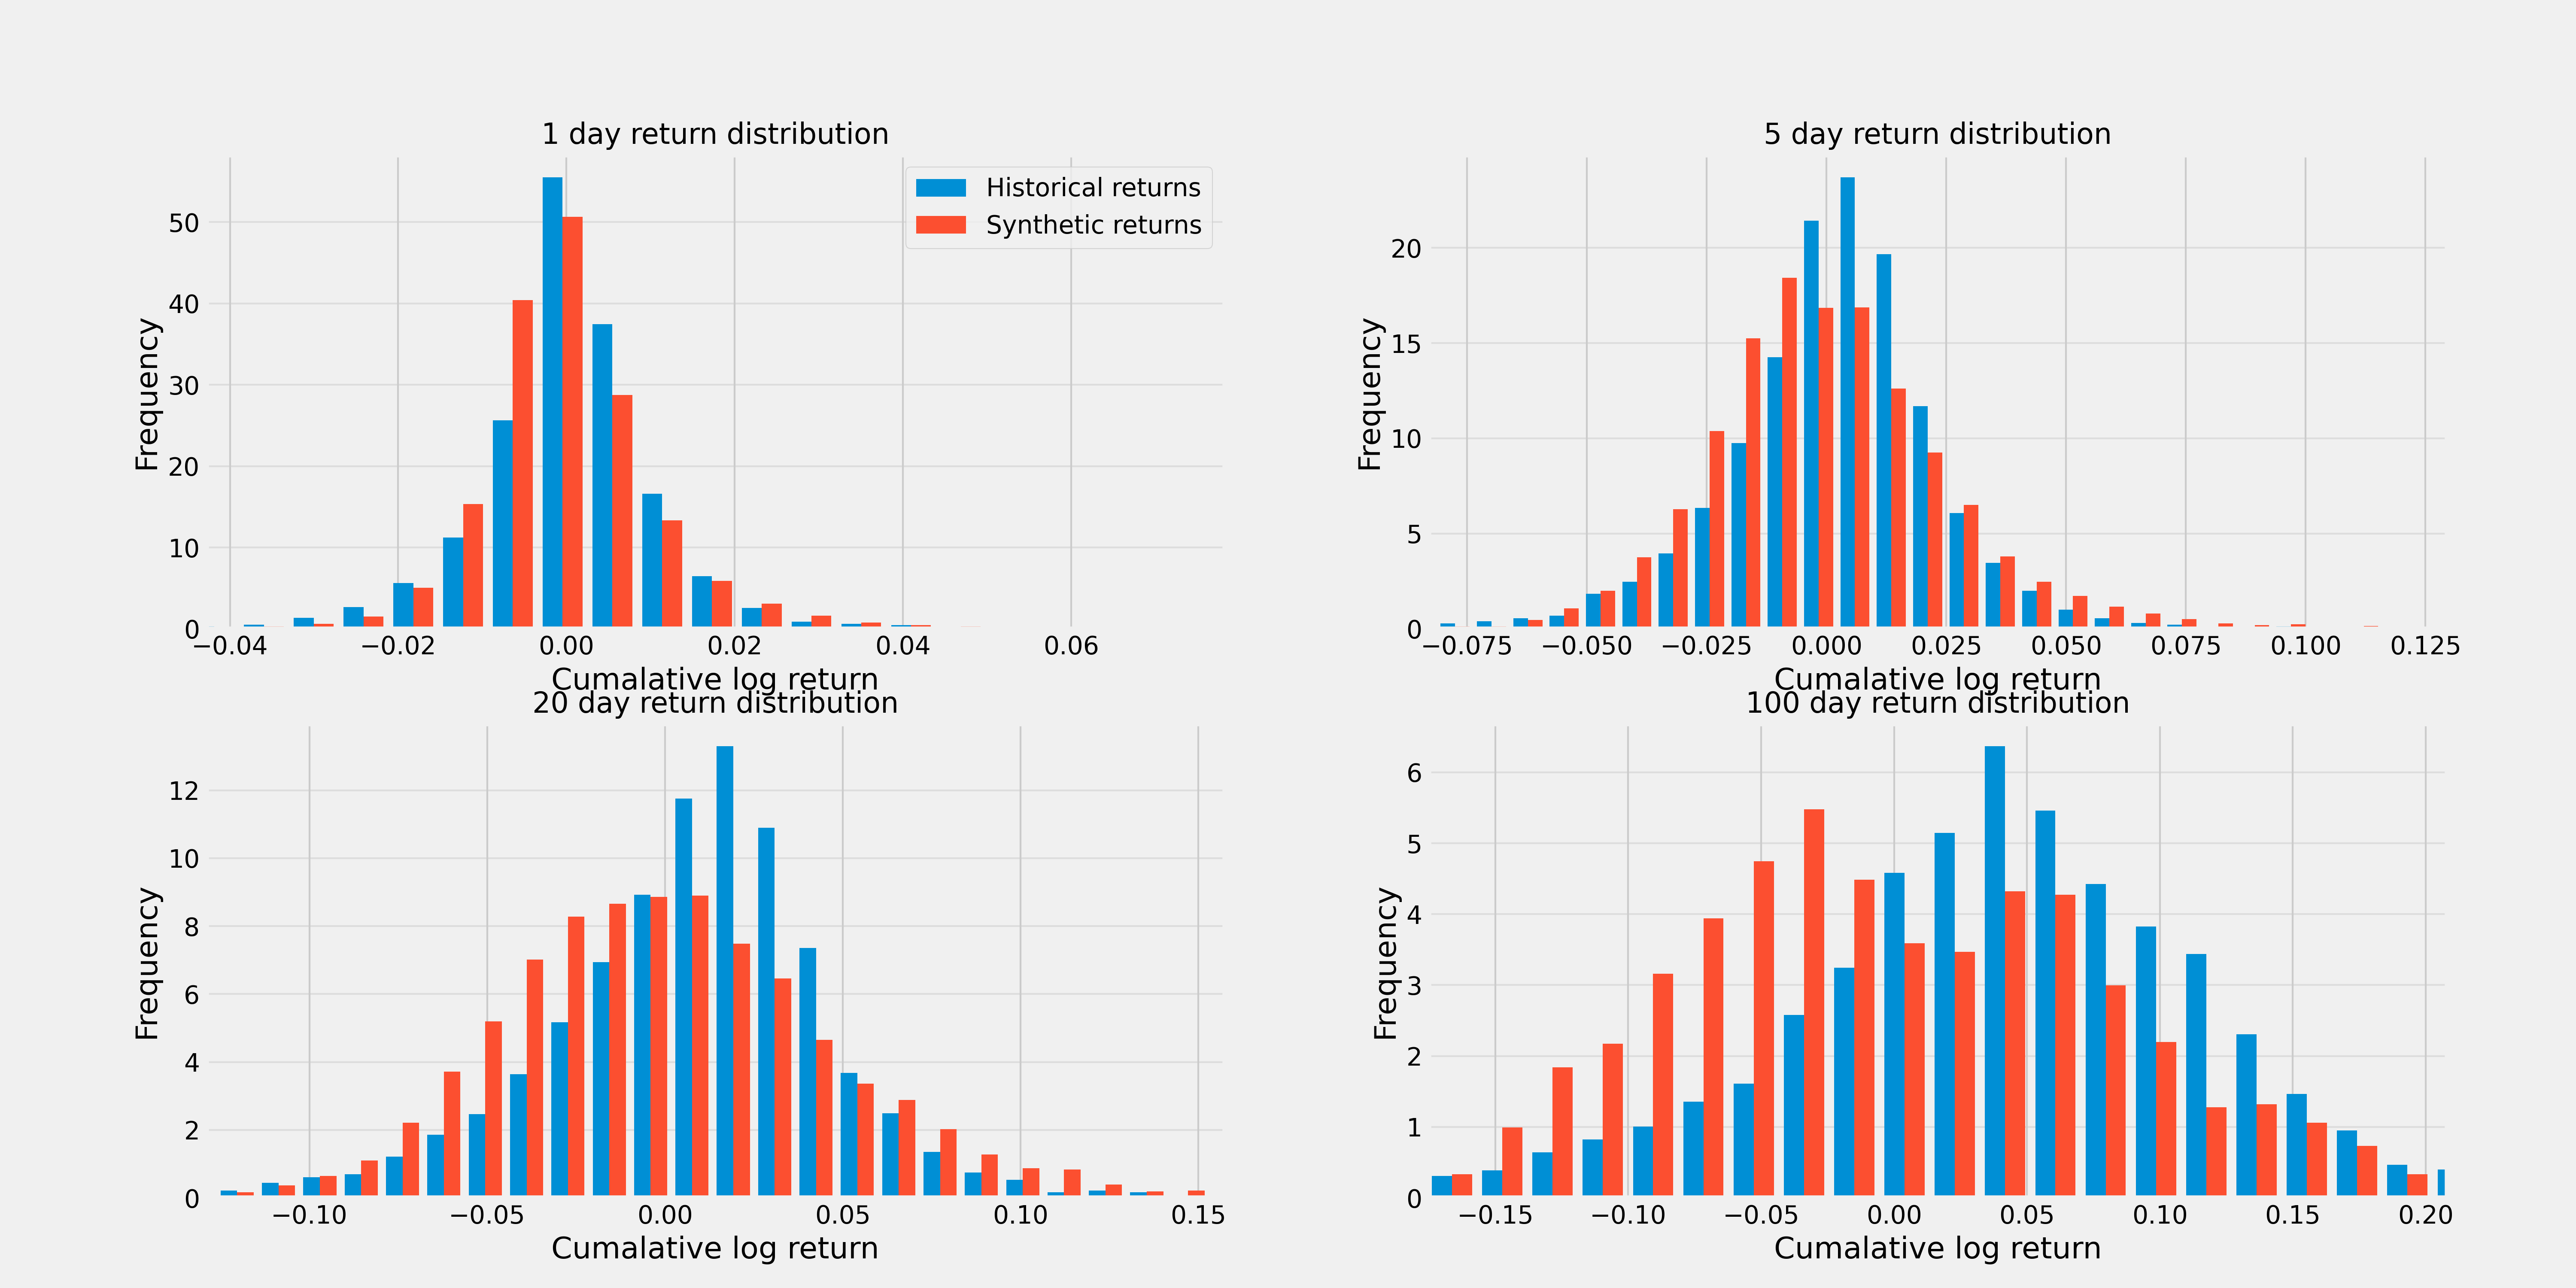 1 day return distribution
Historical returns
Synthetic returns
Frequency
50
40
30
20
10
0
−0.04 −0.02 0.00 0.02 0.04 0.06
Cumalative log return
5 day return distribution
Frequency
20
15
10
5
0
−0.075 −0.050 −0.025 0.000 0.025 0.050 0.075 0.100 0.125
Cumalative log return
20 day return distribution
Frequency
12
10
8
6
4
2
0
−0.10 −0.05 0.00 0.05 0.10 0.15
Cumalative log return
100 day return distribution
Frequency
6
5
4
3
2
1
0
−0.15 −0.10 −0.05 0.00 0.05 0.10 0.15 0.20
Cumalative log return